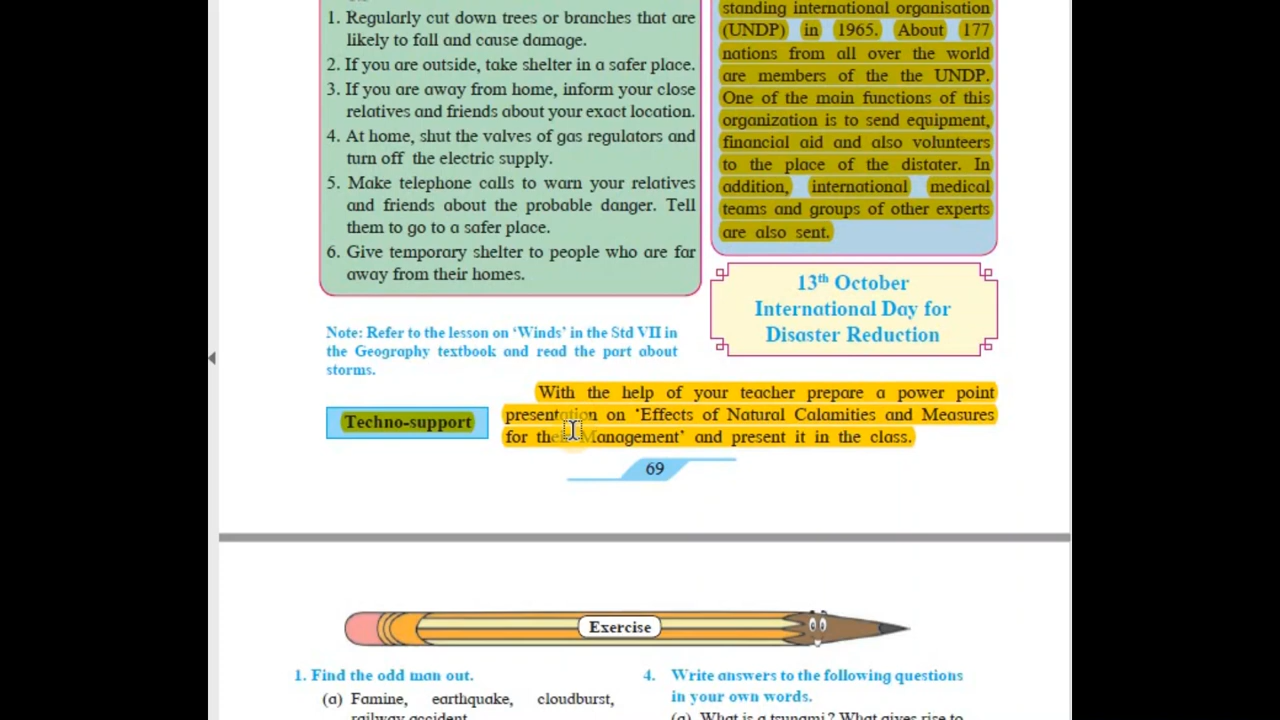 1. Regularly cut down trees or branches that are
likely to fall and cause damage.
2. If you are outside, take shelter in a safer place.
3. If you are away from home, inform your close
relatives and friends about your exact location.
4. At home, shut the valves of gas regulators and
turn off the electric supply.
5. Make telephone calls to warn your relatives
and friends about the probable danger. Tell
them to go to a safer place.
6. Give temporary shelter to people who are far
away from their homes.
standing international organisation
(UNDP) in 1965. About 177
nations from all over the world
are members of the the UNDP.
One of the main functions of this
organization is to send equipment,
financial aid and also volunteers
to the place of the distater. In
addition, international medical
teams and groups of other experts
are also sent.
13th October
International Day for
Disaster Reduction
Note: Refer to the lesson on ‘Winds’ in the Std VII in
the Geography textbook and read the part about
storms.
Techno-support
With the help of your teacher prepare a power point
presentation on ‘Effects of Natural Calamities and Measures
for their Management’ and present it in the class.
69
Exercise
1. Find the odd man out.
(a) Famine, earthquake, cloudburst,
railway accident
4. Write answers to the following questions
in your own words.
(a) What is a tsunami? What gives rise to